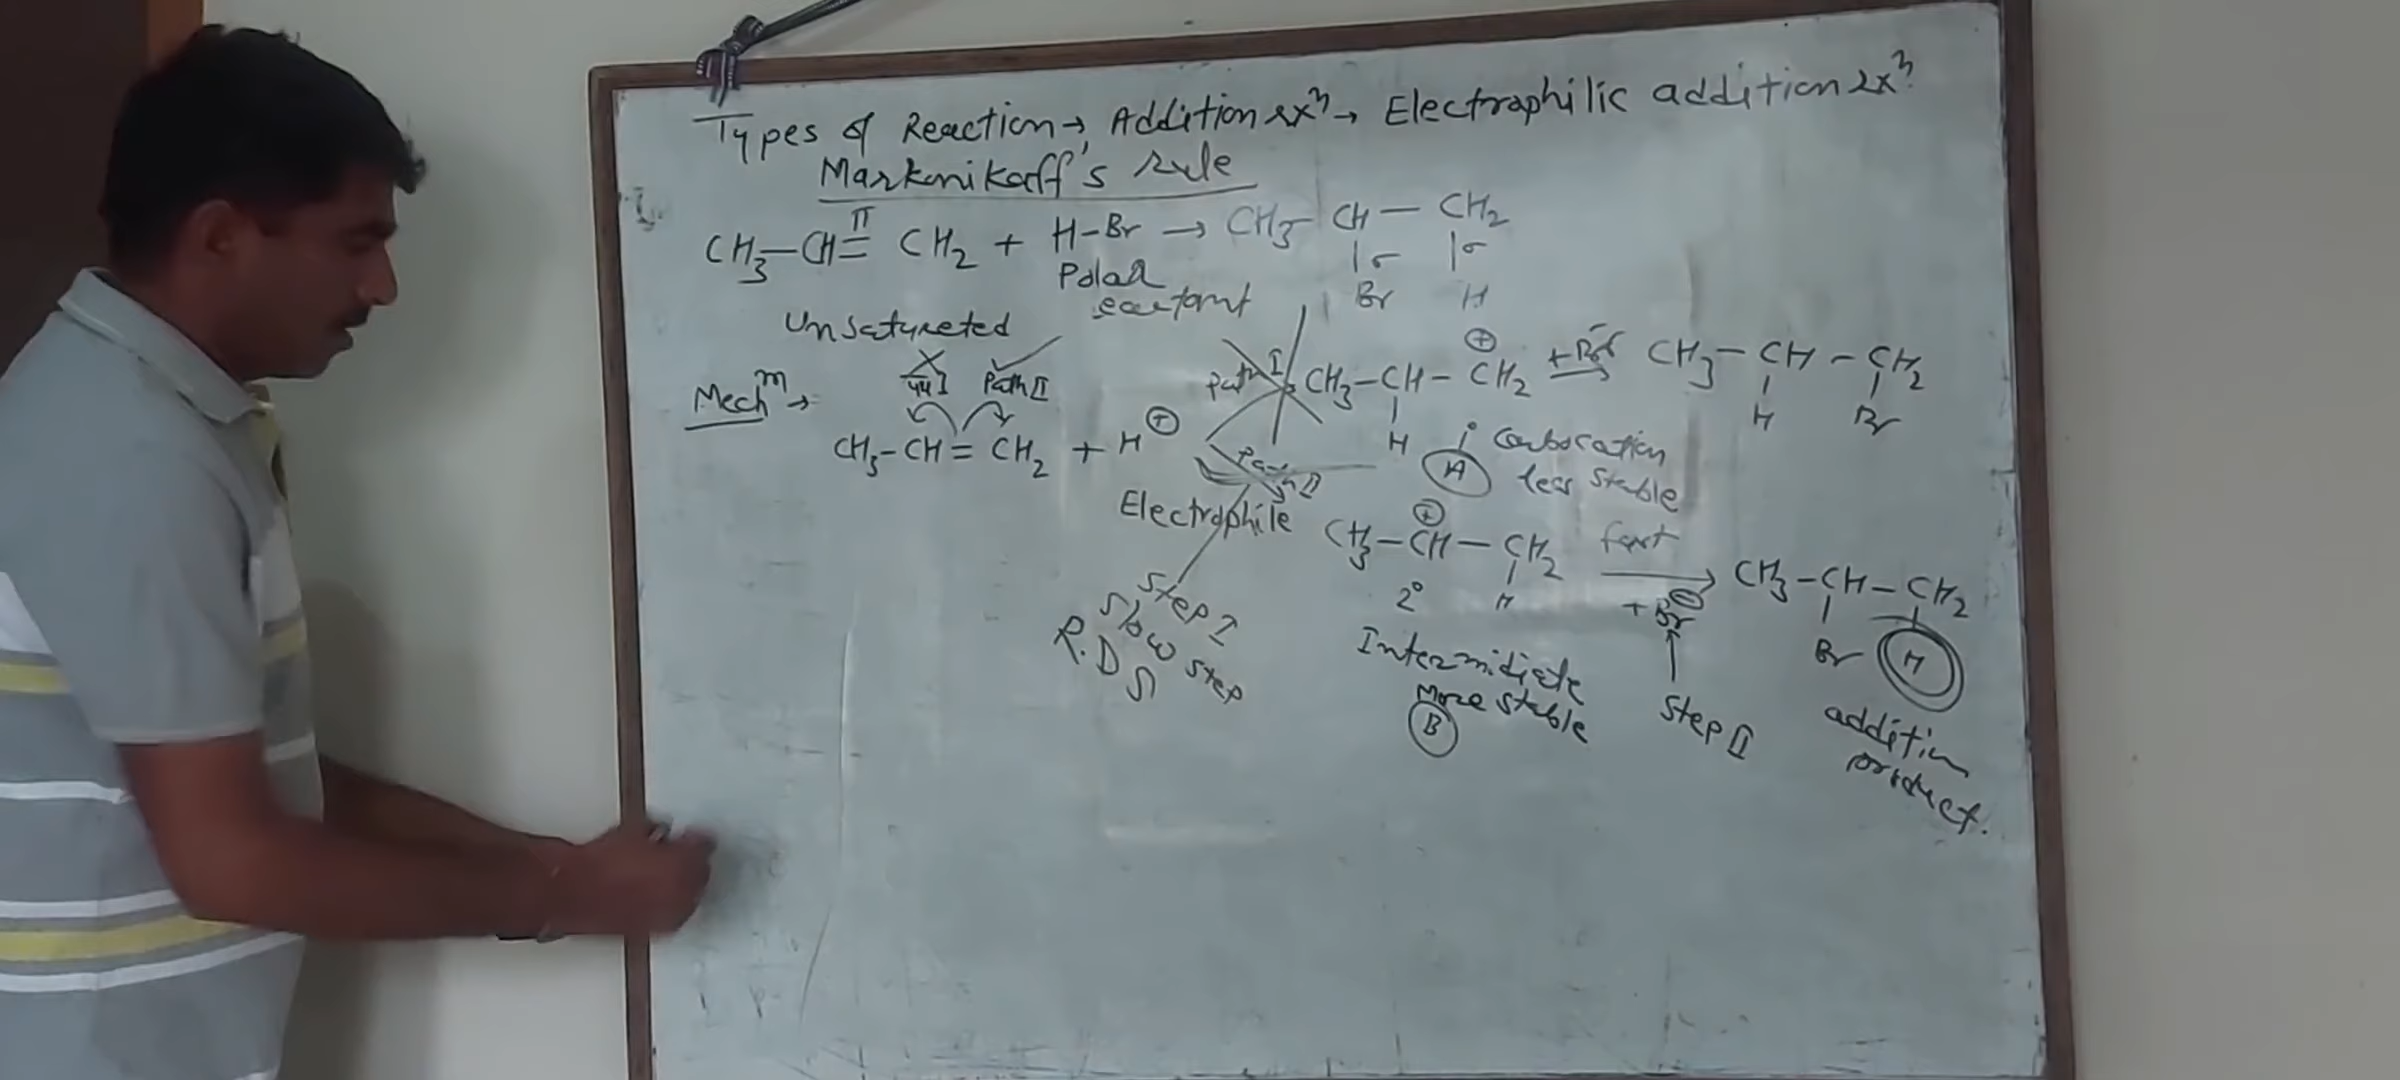 Types of Reaction → Addition rxn → Electrophilic addition rxn
Markonikoff's rule
π
CH3-CH=CH2 + H-Br → CH3-CH-CH2
σ σ
Polar Br H
Unsaturated
X Path II ✓
Path I CH3-CH-CH2 ⊕ +Br⁻ → CH3-CH-CH2
H H Br
Mechm →
CH3-CH=CH2 + H⊕
A 1° Carbocation
less stable
Path II
Electrophile CH3-CH⊕-CH2 fast → CH3-CH-CH2
2° H +Br⊖ Br H
Step I Intermidiate Step II addition
slow step More stable product.
R.D.S B